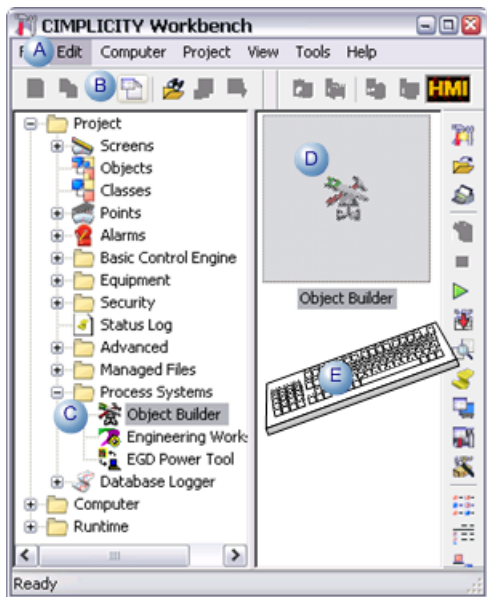 CIMPLICITY Workbench
F A Edit Computer Project View Tools Help
B
HMI
Project
Screens
Objects
Classes
Points
Alarms
Basic Control Engine
Equipment
Security
Status Log
Advanced
Managed Files
Process Systems
C Object Builder
Engineering Work
EGD Power Tool
Database Logger
Computer
Runtime
D
Object Builder
E
Ready